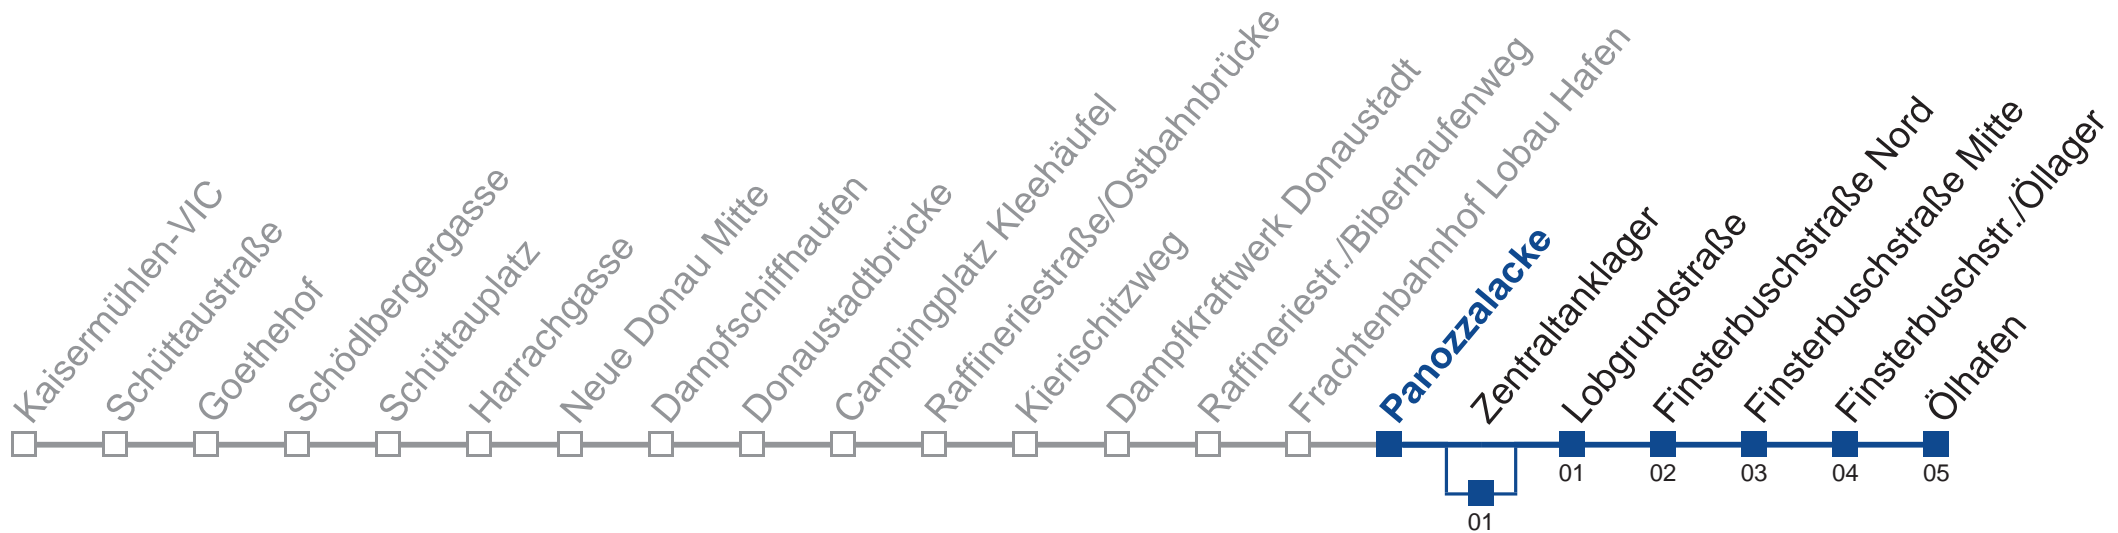 Kaisermühlen-VIC
Schüttaustraße
Goethehof
Schödlbergergasse
Schüttauplatz
Harrachgasse
Neue Donau Mitte
Dampfschiffhaufen
Donaustadtbrücke
Campingplatz Kleehäufel
Raffineriestraße/Ostbahnbrücke
Kierischitzweg
Dampfkraftwerk Donaustadt
Raffineriestr./Biberhaufenweg
Frachtenbahnhof Lobau Hafen
Panozzalacke
Zentraltanklager
Lobgrundstraße
Finsterbuschstraße Nord
Finsterbuschstraße Mitte
Finsterbuschstr./Öllager
Ölhafen
01 02 03 04 05
01